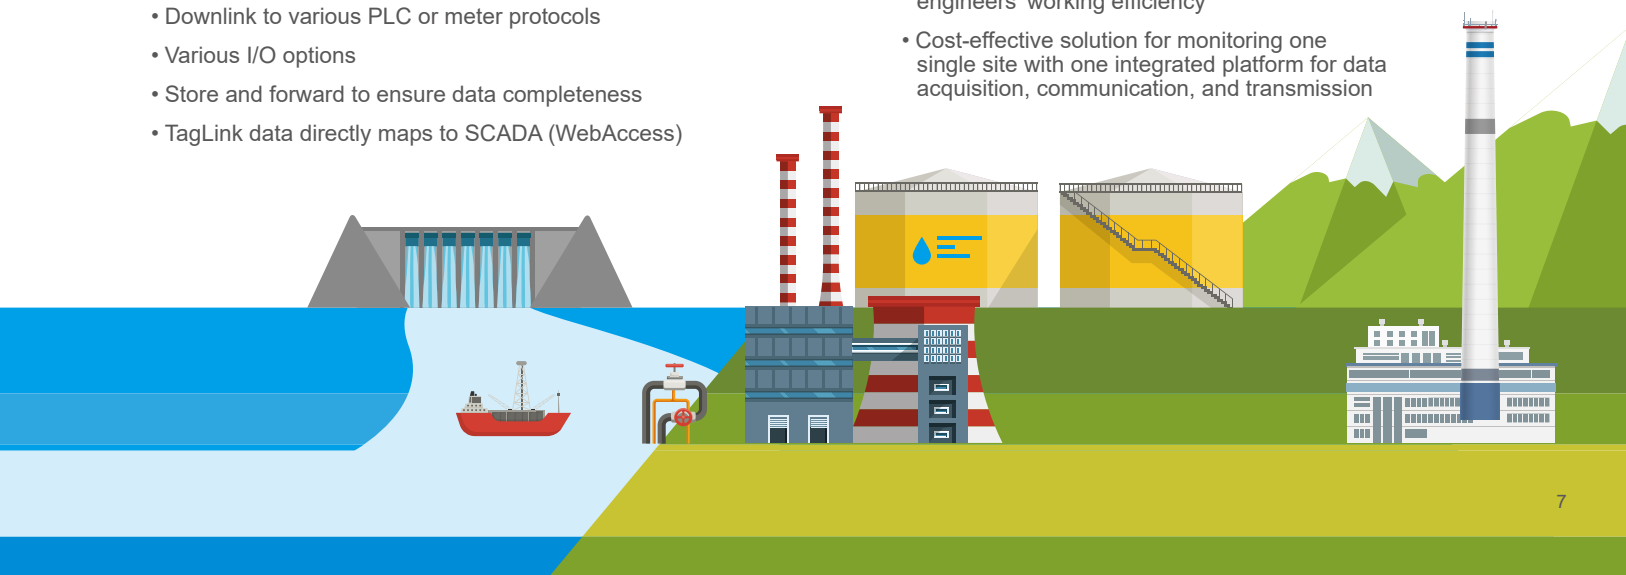 • Downlink to various PLC or meter protocols
• Various I/O options
• Store and forward to ensure data completeness
• TagLink data directly maps to SCADA (WebAccess)
engineers' working efficiency
• Cost-effective solution for monitoring one
single site with one integrated platform for data
acquisition, communication, and transmission
7